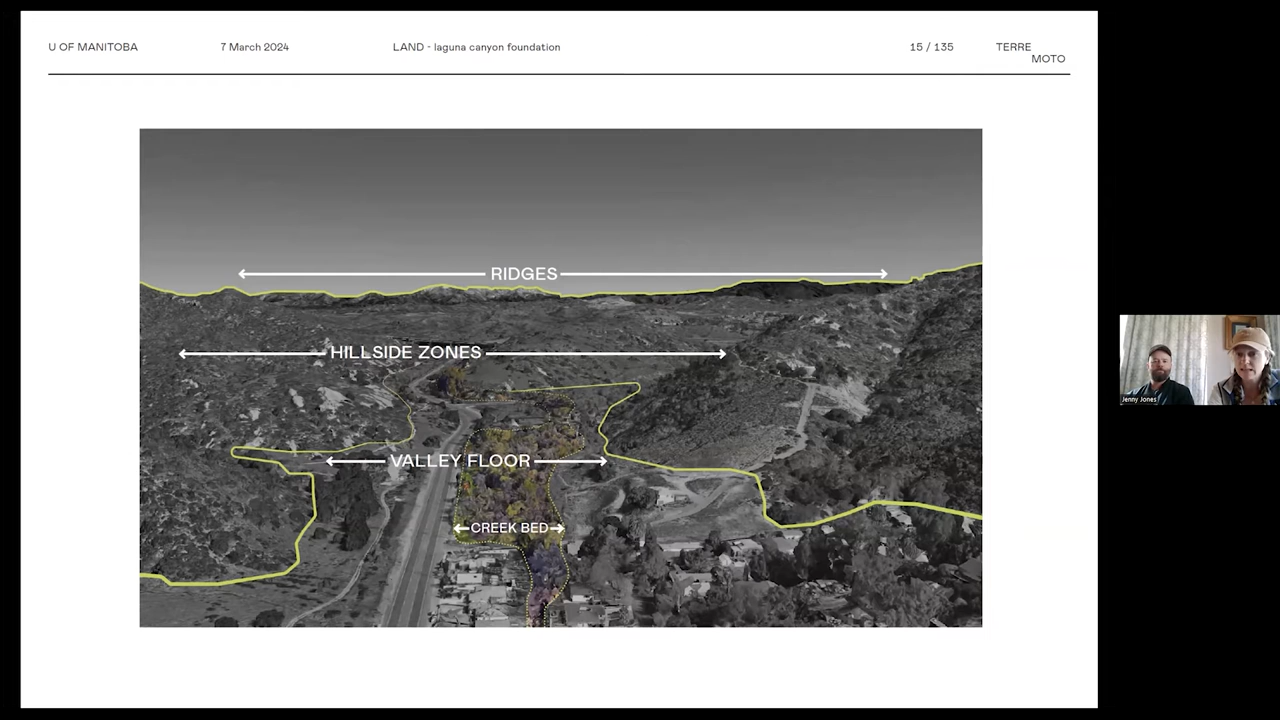 U OF MANITOBA 7 March 2024 LAND - laguna canyon foundation 15 / 135 TERRE
MOTO
RIDGES
HILLSIDE ZONES
VALLEY FLOOR
CREEK BED
Jenny Jones